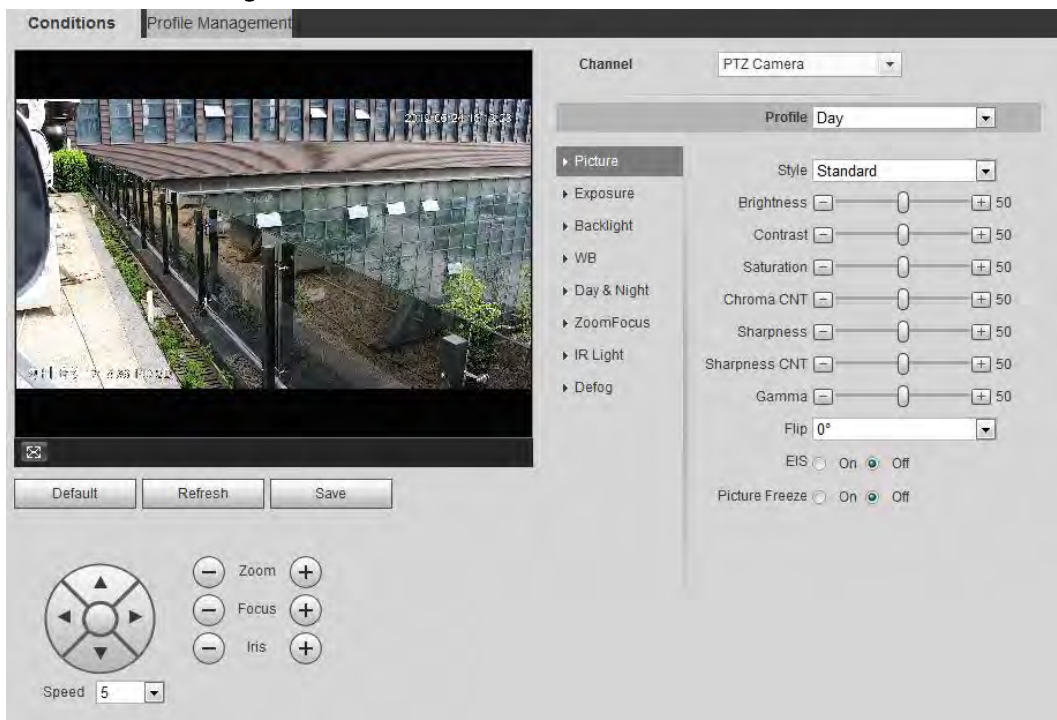 Conditions
Profile Management
Channel
PTZ Camera
Profile Day
Picture
Exposure
Backlight
WB
Day & Night
ZoomFocus
IR Light
Defog
Style Standard
Brightness 50
Contrast 50
Saturation 50
Chroma CNT 50
Sharpness 50
Sharpness CNT 50
Gamma 50
Flip 0°
EIS On Off
Picture Freeze On Off
Default
Refresh
Save
Zoom
Focus
Iris
Speed 5